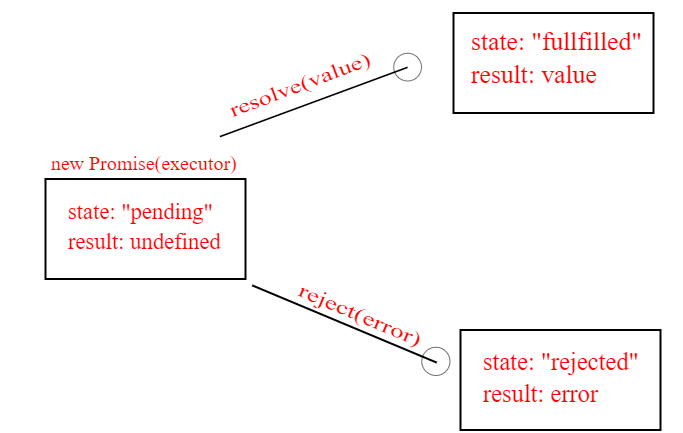 resolve(value)
state: "fullfilled"
result: value
new Promise(executor)
state: "pending"
result: undefined
reject(error)
state: "rejected"
result: error